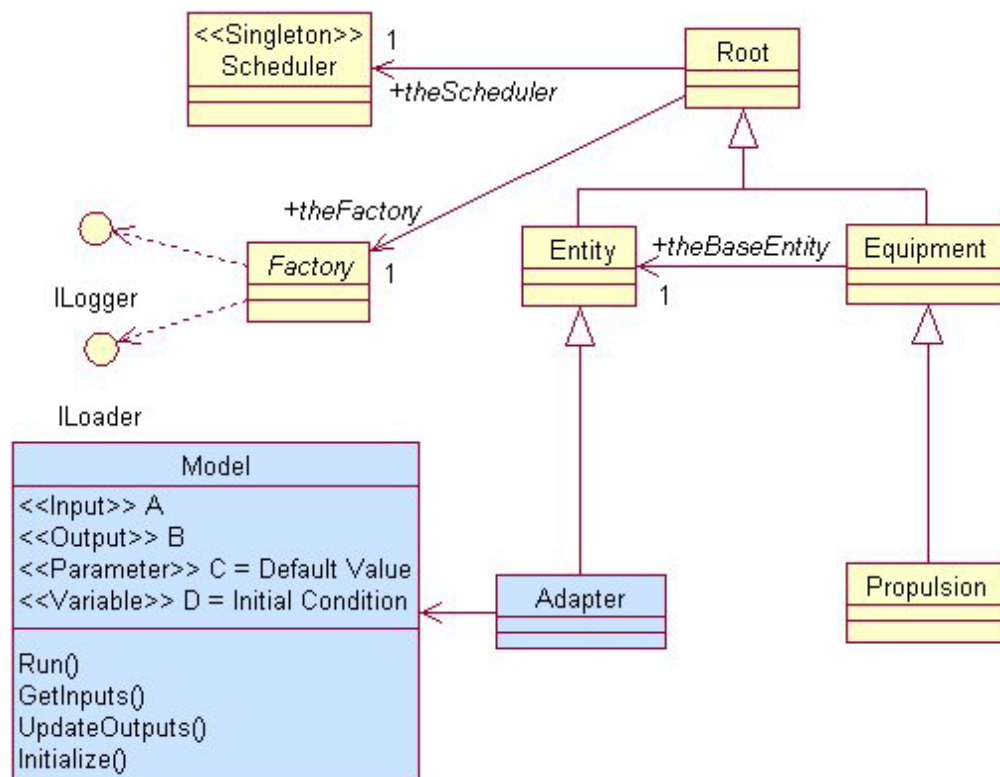 <<Singleton>>
Scheduler
1
+theScheduler
Root
+theFactory
1
Factory
ILogger
ILoader
Entity
+theBaseEntity
1
Equipment
Model
<<Input>> A
<<Output>> B
<<Parameter>> C = Default Value
<<Variable>> D = Initial Condition
Run()
GetInputs()
UpdateOutputs()
Initialize()
Adapter
Propulsion